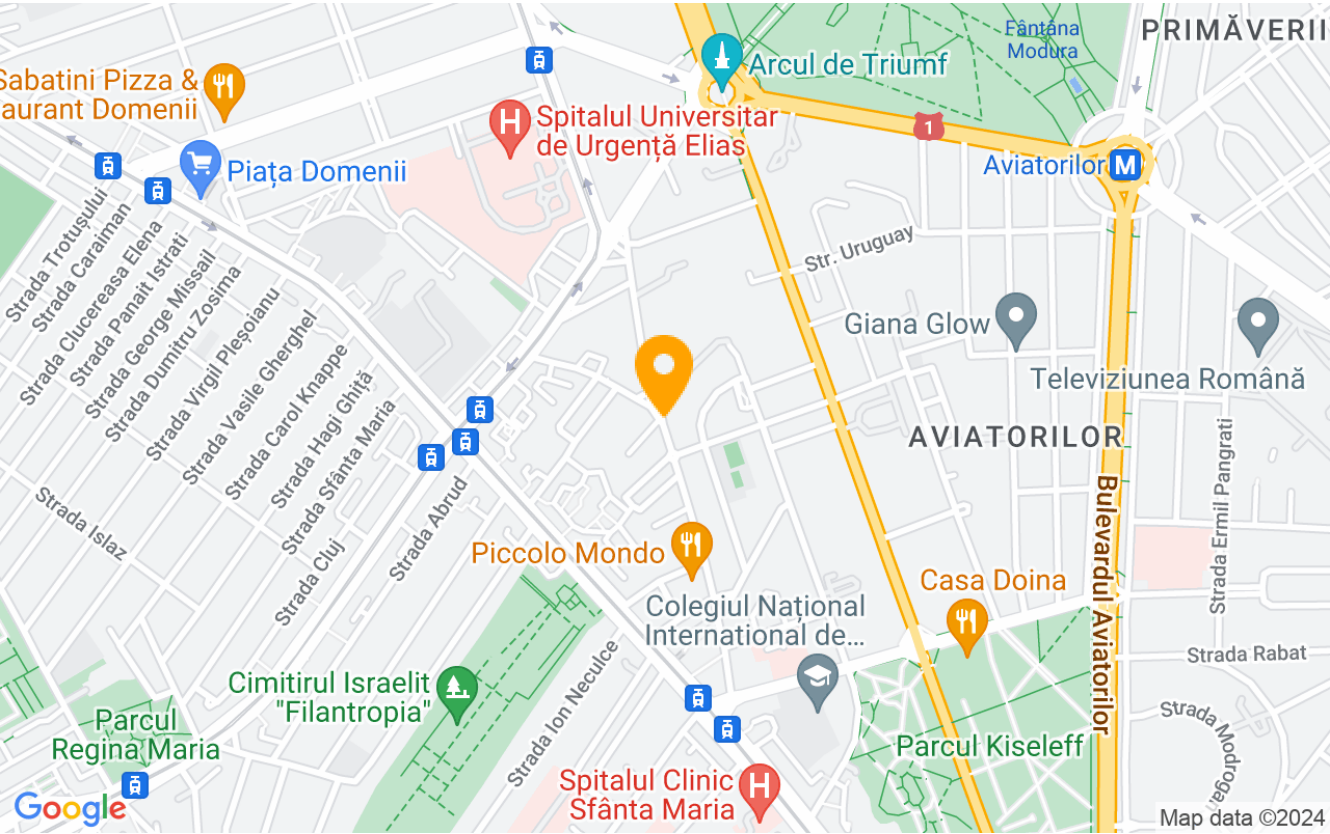 Fântâna
Modura
PRIMĂVERII
Arcul de Triumf
Sabatini Pizza &
aurant Domenii
Spitalul Universitar
de Urgență Elias
1
Aviatorilor
M
Piața Domenii
Strada Trotușului
Strada Caraiman
Strada Clucereasa Elena
Strada Panait Istrati
Strada George Missail
Strada Dumitru Zosima
Strada Virgil Pleșoianu
Strada Vasile Gherghel
Strada Carol Knappe
Strada Hagi Ghiță
Strada Sfânta Maria
Str. Uruguay
Giana Glow
Televiziunea Română
AVIATORILOR
Strada Ermil Pangrati
Bulevardul Aviatorilor
Strada Islaz
Strada Cluj
Strada Abrud
Piccolo Mondo
Casa Doina
Colegiul Național
International de...
Strada Rabat
Cimitirul Israelit
"Filantropia"
Strada Ion Neculce
Parcul
Regina Maria
Strada Modrogan
Parcul Kiseleff
Spitalul Clinic
Sfânta Maria
H
H
Google
Map data ©2024